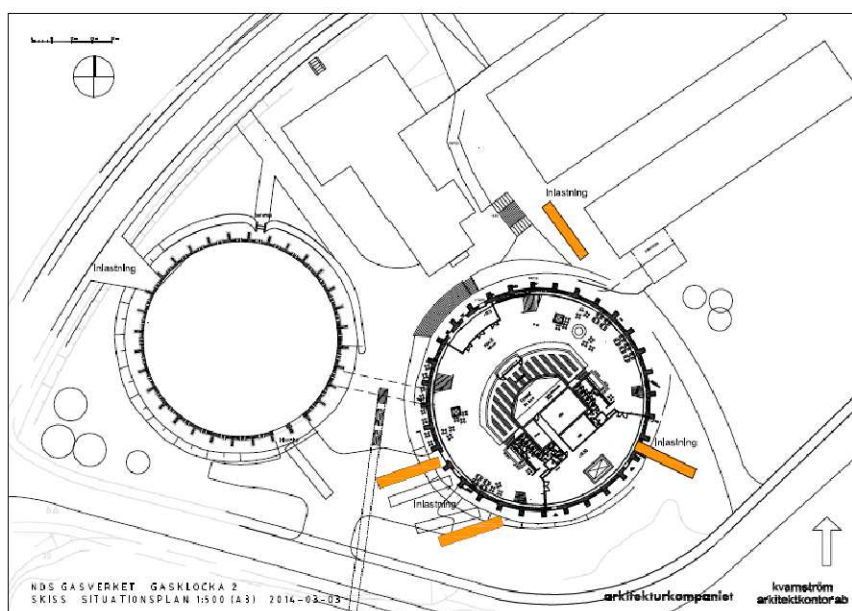 Inlastning
Inlastning
Inlastning
Inlastning
NDS GASVERKET GASKLOCKA 2
SKISS SITUATIONSPLAN 1:500 (A3) 2014-03-03
arkitekturkompaniet
kvarnström
arkitektkontor ab